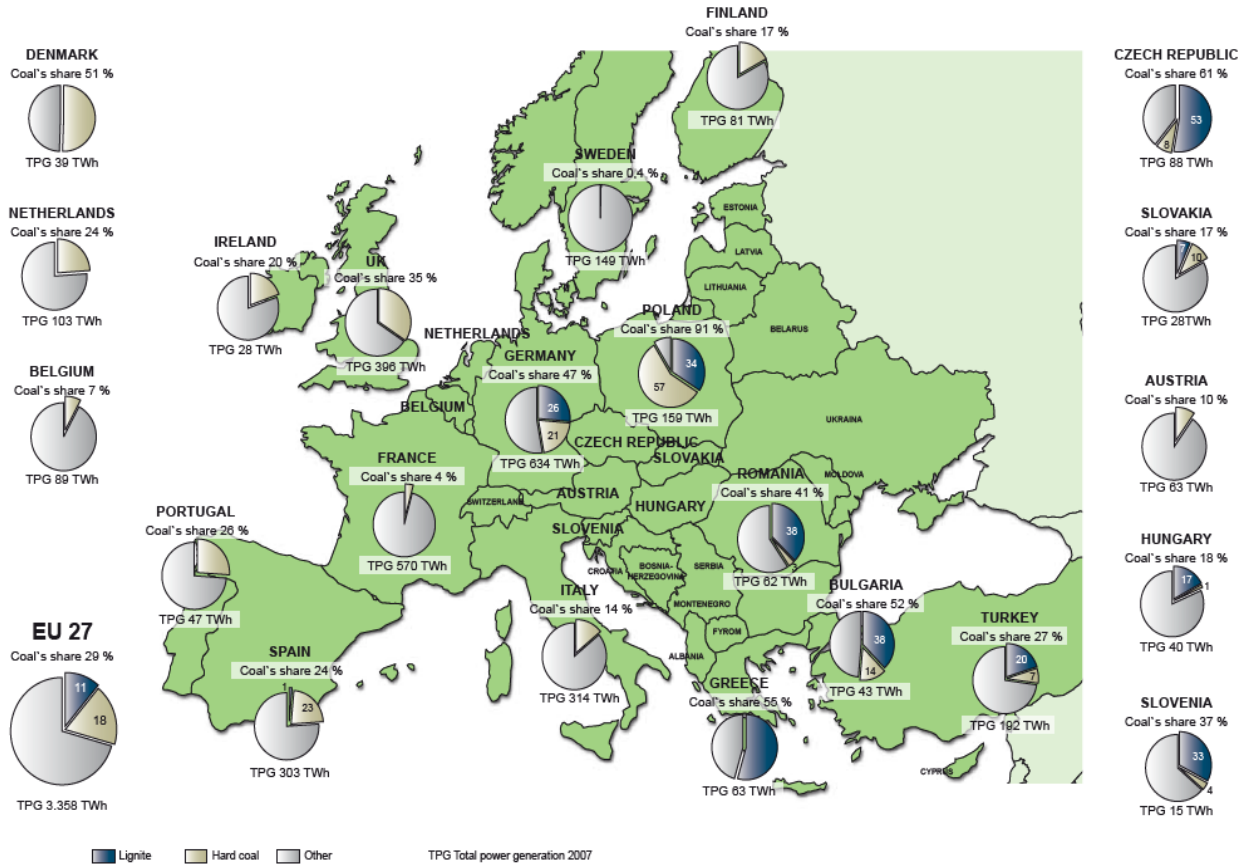 FINLAND
Coal`s share 17 %
TPG 81 TWh
DENMARK
Coal`s share 51 %
TPG 39 TWh
CZECH REPUBLIC
Coal`s share 61 %
53
8
TPG 88 TWh
SWEDEN
Coal`s share 0,4 %
TPG 149 TWh
NETHERLANDS
Coal`s share 24 %
TPG 103 TWh
IRELAND
Coal`s share 20 %
TPG 28 TWh
UK
Coal`s share 35 %
TPG 396 TWh
ESTONIA
LATVIA
LITHUANIA
BELARUS
SLOVAKIA
Coal`s share 17 %
7
10
TPG 28TWh
POLAND
Coal`s share 91 %
34
57
TPG 159 TWh
NETHERLANDS
GERMANY
Coal`s share 47 %
26
21
TPG 634 TWh
BELGIUM
Coal`s share 7 %
TPG 89 TWh
BELGIUM
AUSTRIA
Coal`s share 10 %
TPG 63 TWh
UKRAINA
CZECH REPUBLIC
SLOVAKIA
FRANCE
Coal`s share 4 %
TPG 570 TWh
ROMANIA
Coal`s share 41 %
38
3
TPG 62 TWh
MOLDOVA
SWITZERLAND
AUSTRIA
HUNGARY
SLOVENIA
CROATIA
BOSNIA-
HERZEGOVINA
SERBIA
MONTENEGRO
FYROM
ALBANIA
PORTUGAL
Coal`s share 26 %
TPG 47 TWh
HUNGARY
Coal`s share 18 %
17
1
TPG 40 TWh
ITALY
Coal`s share 14 %
TPG 314 TWh
BULGARIA
Coal`s share 52 %
38
14
TPG 43 TWh
TURKEY
Coal`s share 27 %
20
7
TPG 192 TWh
EU 27
Coal`s share 29 %
11
18
TPG 3.358 TWh
SPAIN
Coal`s share 24 %
1
23
TPG 303 TWh
GREECE
Coal`s share 55 %
TPG 63 TWh
CYPRUS
SLOVENIA
Coal`s share 37 %
33
4
TPG 15 TWh
Lignite
Hard coal
Other
TPG Total power generation 2007